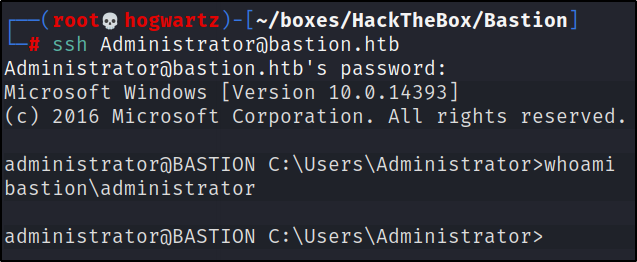 ┌──(root💀hogwartz)-[~/boxes/HackTheBox/Bastion]
└─# ssh Administrator@bastion.htb
Administrator@bastion.htb's password:
Microsoft Windows [Version 10.0.14393]
(c) 2016 Microsoft Corporation. All rights reserved.
administrator@BASTION C:\Users\Administrator>whoami
bastion\administrator
administrator@BASTION C:\Users\Administrator>